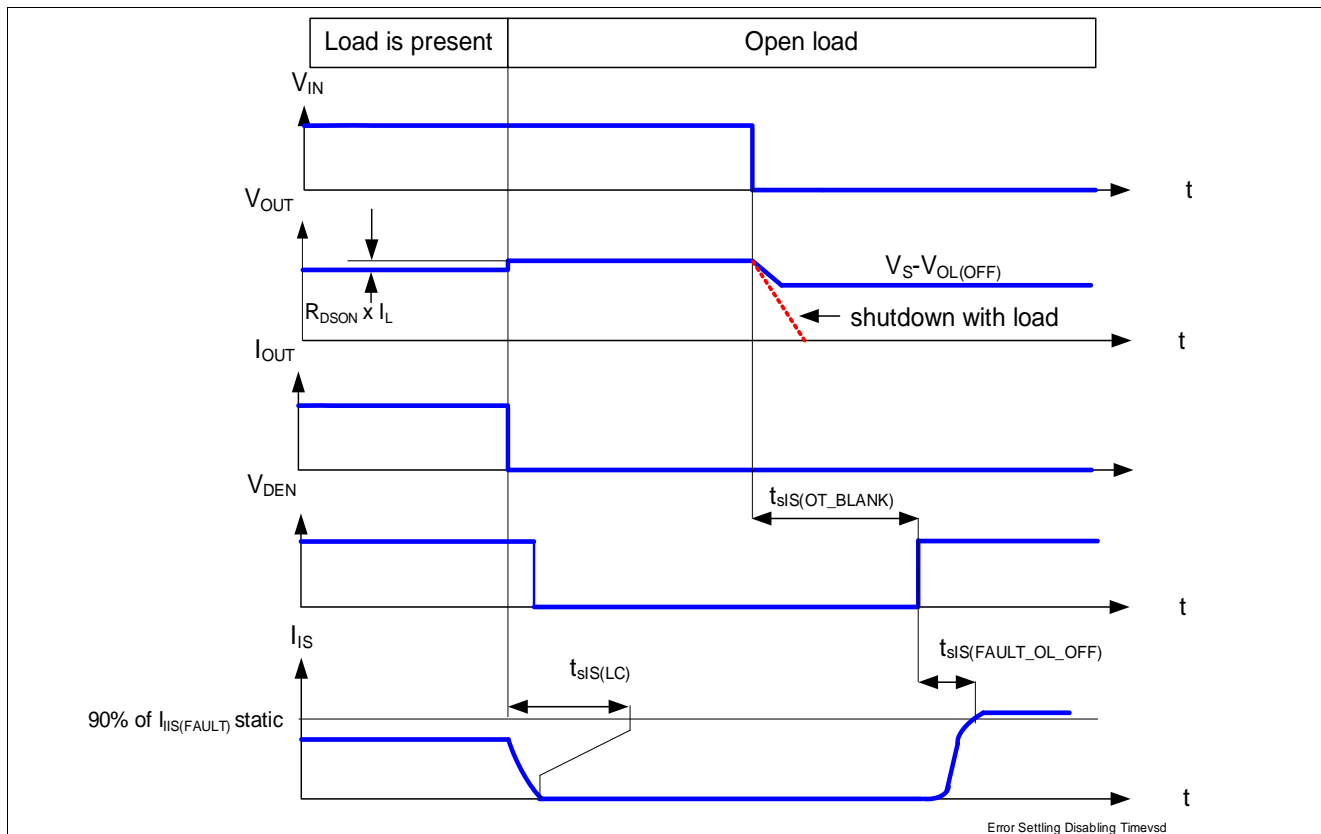 Load is present
Open load
VIN
t
VOUT
VS-VOL(OFF)
RDSON x IL
shutdown with load
t
IOUT
VDEN
tsIS(OT_BLANK)
t
IIS
tsIS(LC)
tsIS(FAULT_OL_OFF)
90% of IIIS(FAULT) static
t
Error Settling Disabling Timevsd